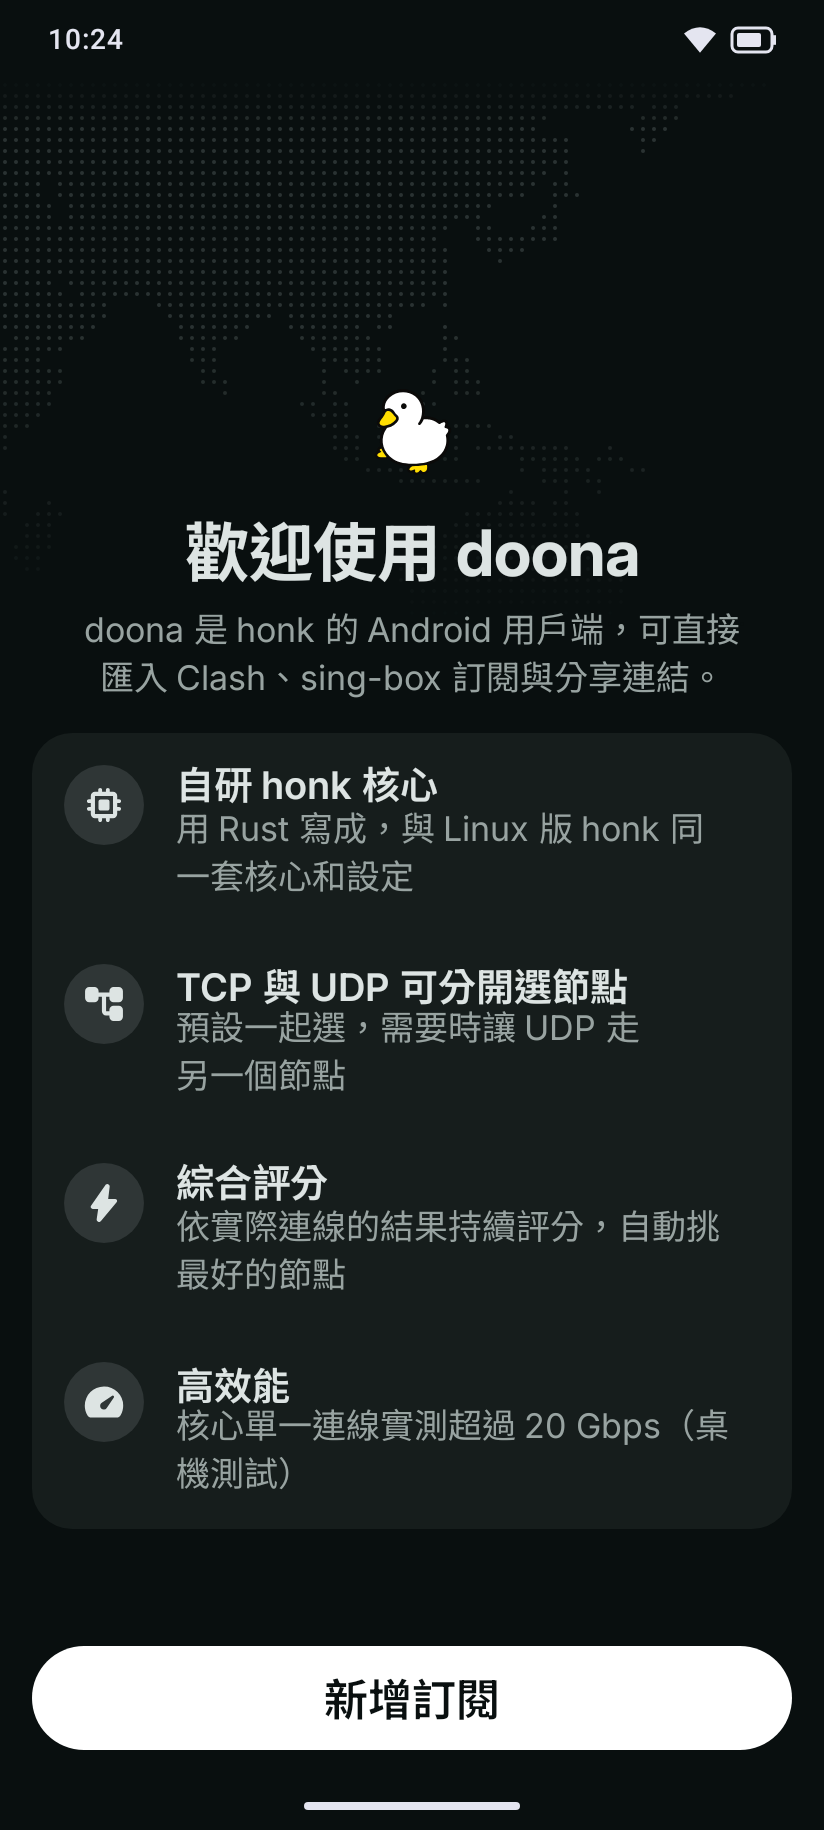 10:24
歡迎使用 doona
doona 是 honk 的 Android 用戶端，可直接
匯入 Clash、sing-box 訂閱與分享連結。
自研 honk 核心
用 Rust 寫成，與 Linux 版 honk 同
一套核心和設定
TCP 與 UDP 可分開選節點
預設一起選，需要時讓 UDP 走
另一個節點
綜合評分
依實際連線的結果持續評分，自動挑
最好的節點
高效能
核心單一連線實測超過 20 Gbps（桌
機測試）
新增訂閱